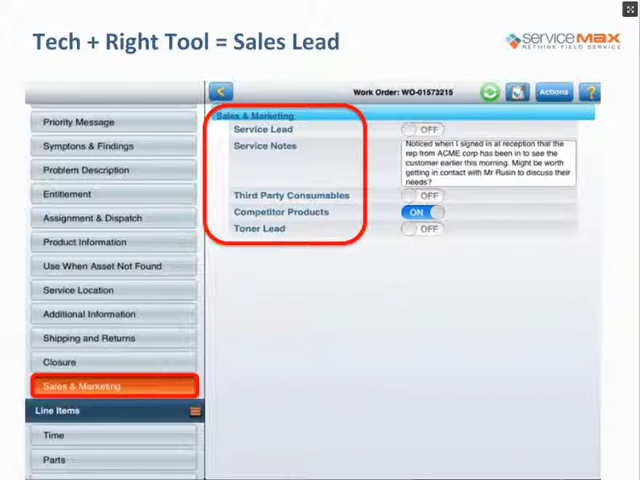 Tech + Right Tool = Sales Lead
serviceMAX
RETHINK FIELD SERVICE
<
Work Order: WO-01573215
Actions
?
Priority Message
Symptoms & Findings
Problem Description
Entitlement
Assignment & Dispatch
Product Information
Use When Asset Not Found
Service Location
Additional Information
Shipping and Returns
Closure
Sales & Marketing
Line Items
Time
Parts
Sales & Marketing
Service Lead
OFF
Service Notes
Noticed when I signed in at reception that the
rep from ACME corp has been in to see the
customer earlier this morning. Might be worth
getting in contact with Mr Rusin to discuss their
needs?
Third Party Consumables
OFF
Competitor Products
ON
Toner Lead
OFF